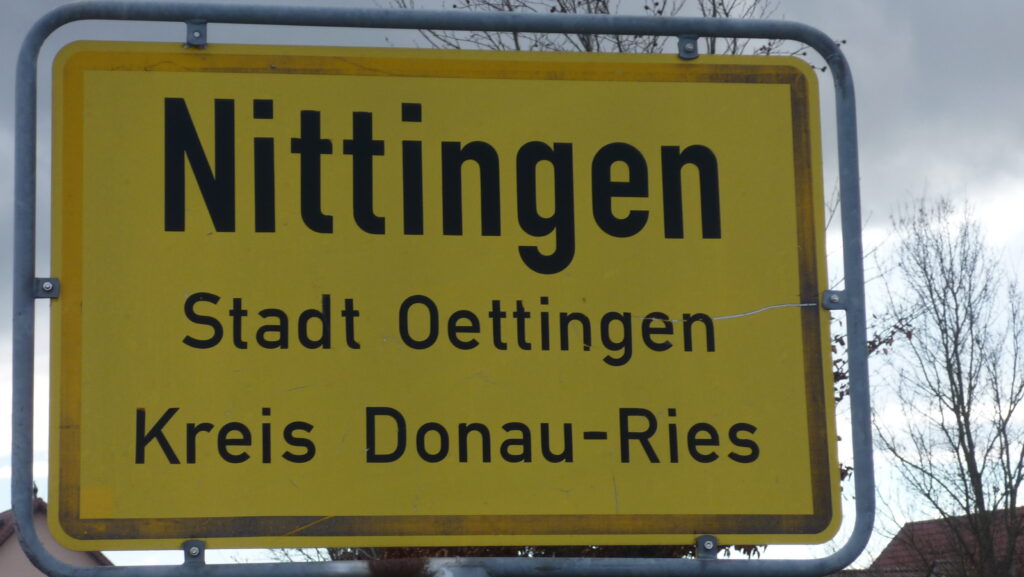 Nittingen
Stadt Oettingen
Kreis Donau-Ries